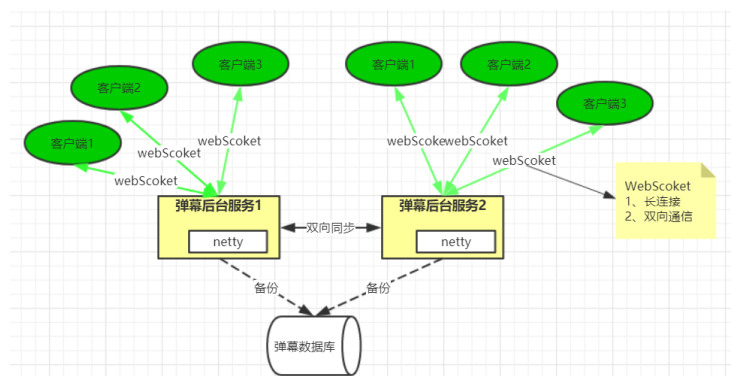 客户端3
客户端1
客户端2
客户端2
客户端3
客户端1
webScoket
webScoket
webScoket
webScoke
webScoket
webScoket
WebScoket
1、长连接
2、双向通信
弹幕后台服务1
netty
双向同步
弹幕后台服务2
netty
备份
备份
弹幕数据库